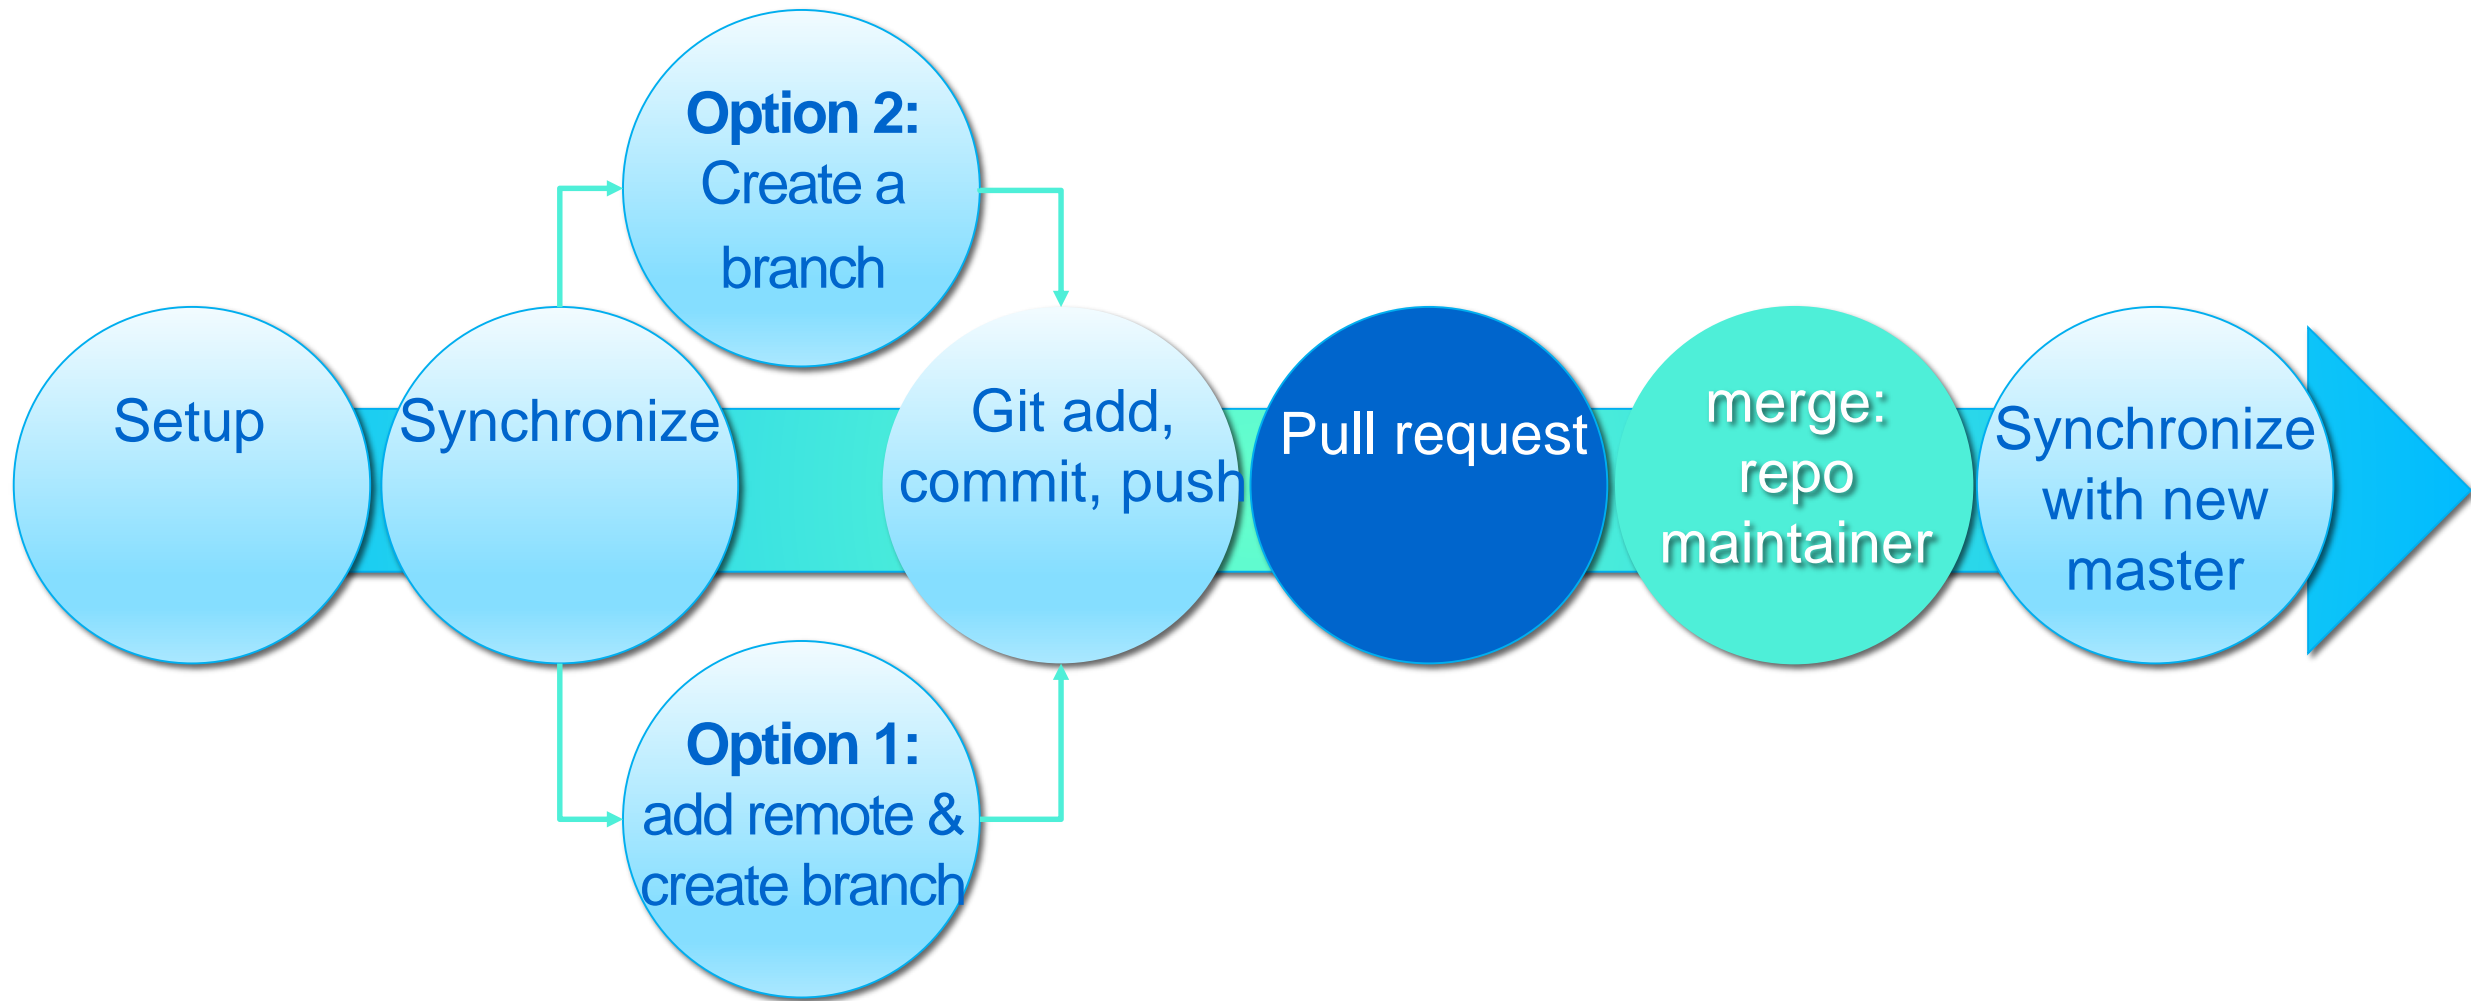 Setup
Synchronize
Option 2:
Create a
branch
Option 1:
add remote &
create branch
Git add,
commit, push
Pull request
merge:
repo
maintainer
Synchronize
with new
master